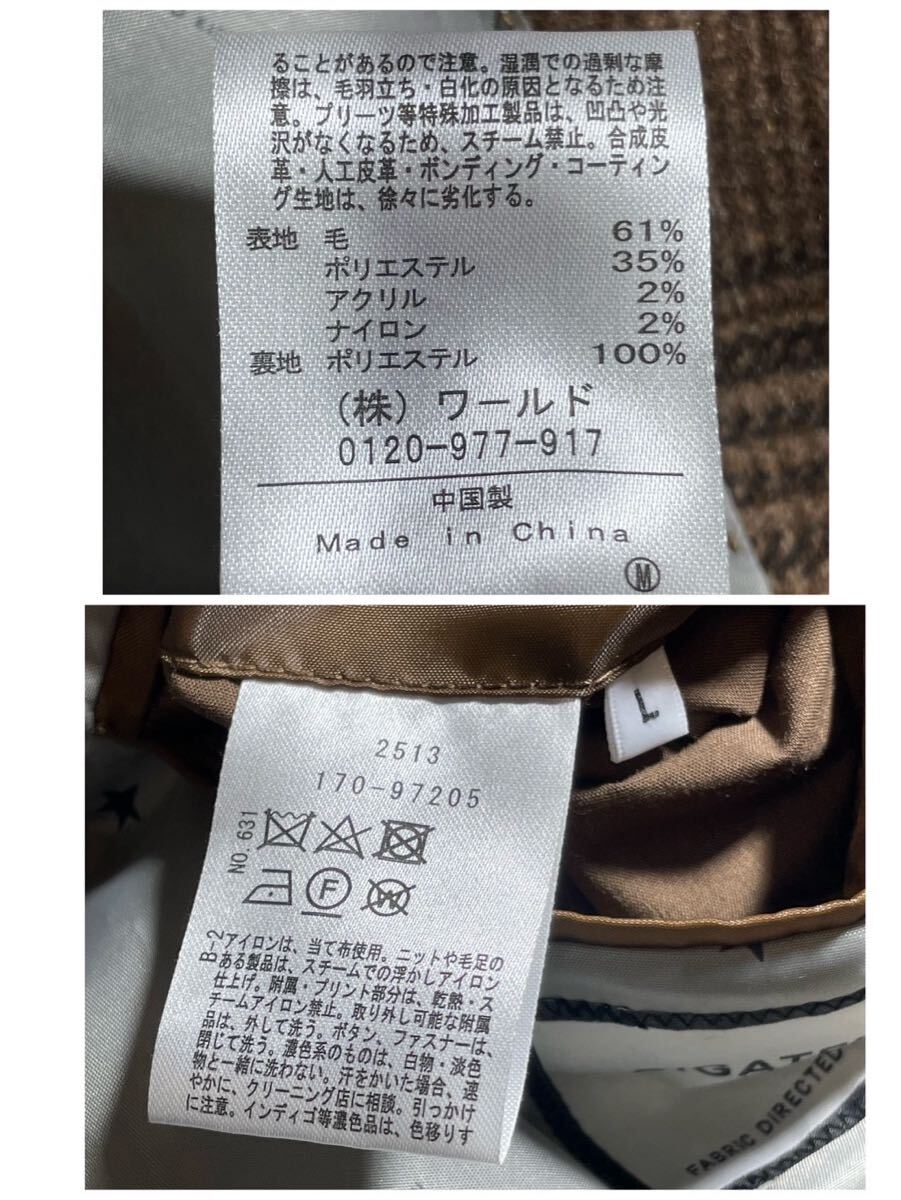 ることがあるので注意。湿潤での過剰な摩
擦は、毛羽立ち・白化の原因となるため注
意。プリーツ等特殊加工製品は、凹凸や光
沢がなくなるため、スチーム禁止。合成皮
革・人工皮革・ボンディング・コーティン
グ生地は、徐々に劣化する。
表地 毛 61%
ポリエステル 35%
アクリル 2%
ナイロン 2%
裏地 ポリエステル 100%
(株) ワールド
0120-977-917
中国製
Made in China
M
L
2513
170-97205
NO. 631
F
W
B-2
アイロンは、当て布使用。ニットや毛足の
ある製品は、スチームでの浮かしアイロン
仕上げ。附属・プリント部分は、乾熱・ス
チームアイロン禁止。取り外し可能な附属
品は、外して洗う。ボタン、ファスナーは、
閉じて洗う。濃色系のものは、白物・淡色
物と一緒に洗わない。汗をかいた場合、速
やかに、クリーニング店に相談。引っかけ
に注意。インディゴ等濃色品は、色移りす
FABRIC DIRECTED